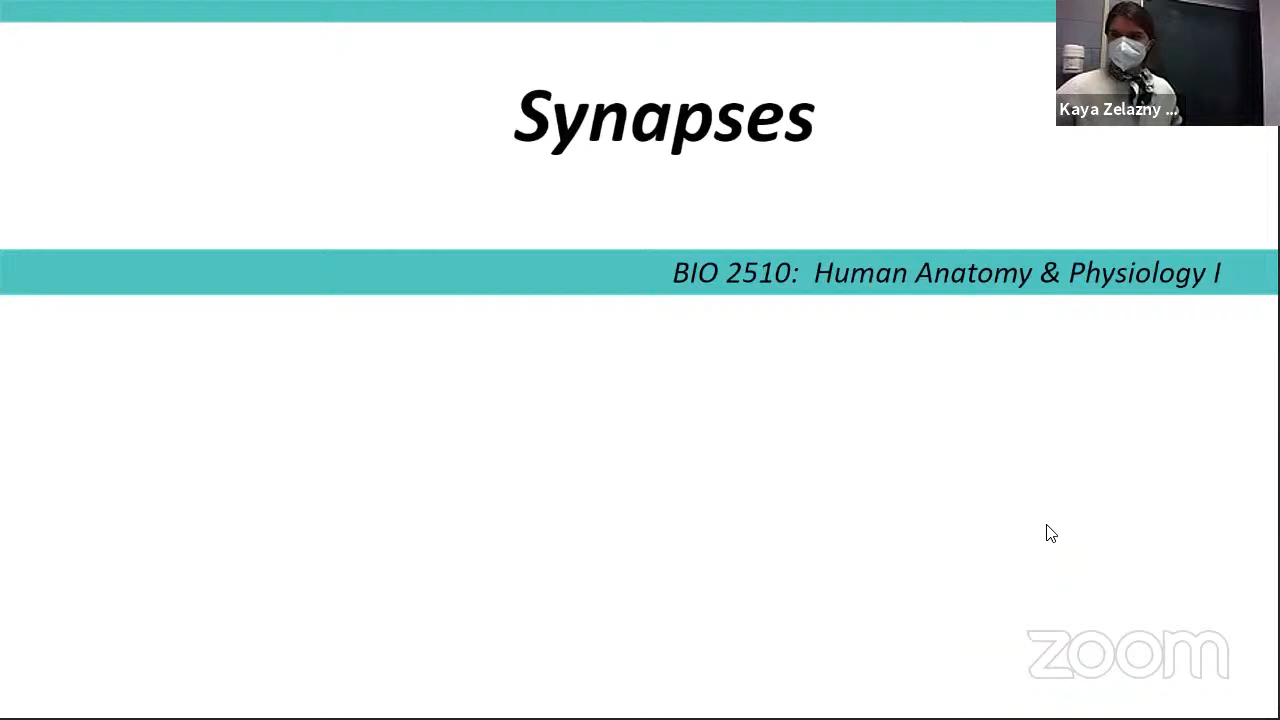 Synapses
Kaya Zelazny ...
BIO 2510: Human Anatomy & Physiology I
zoom